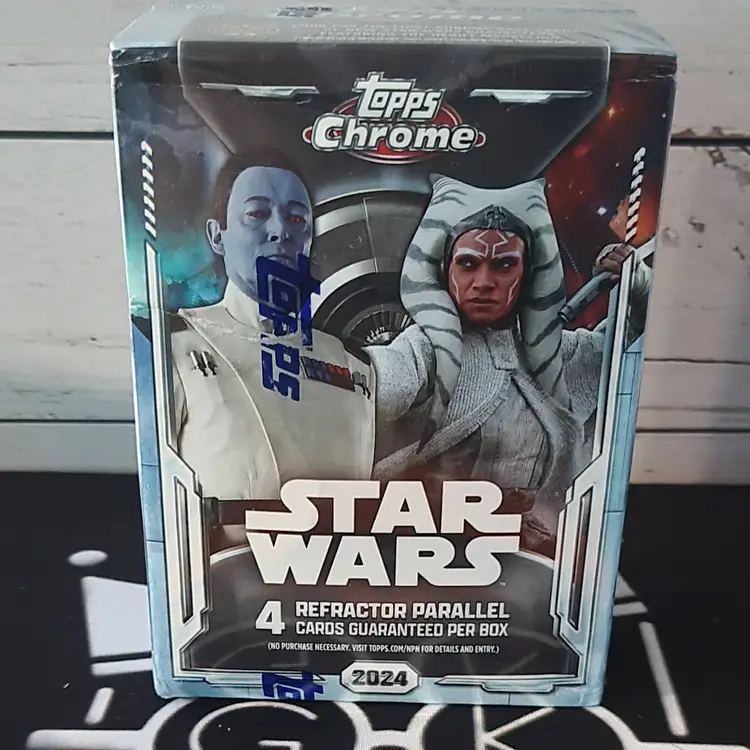 topps
Chrome
topps
STAR
WARS
4 REFRACTOR PARALLEL
CARDS GUARANTEED PER BOX
(NO PURCHASE NECESSARY. VISIT TOPPS.COM/NPN FOR DETAILS AND ENTRY.)
2024
G K